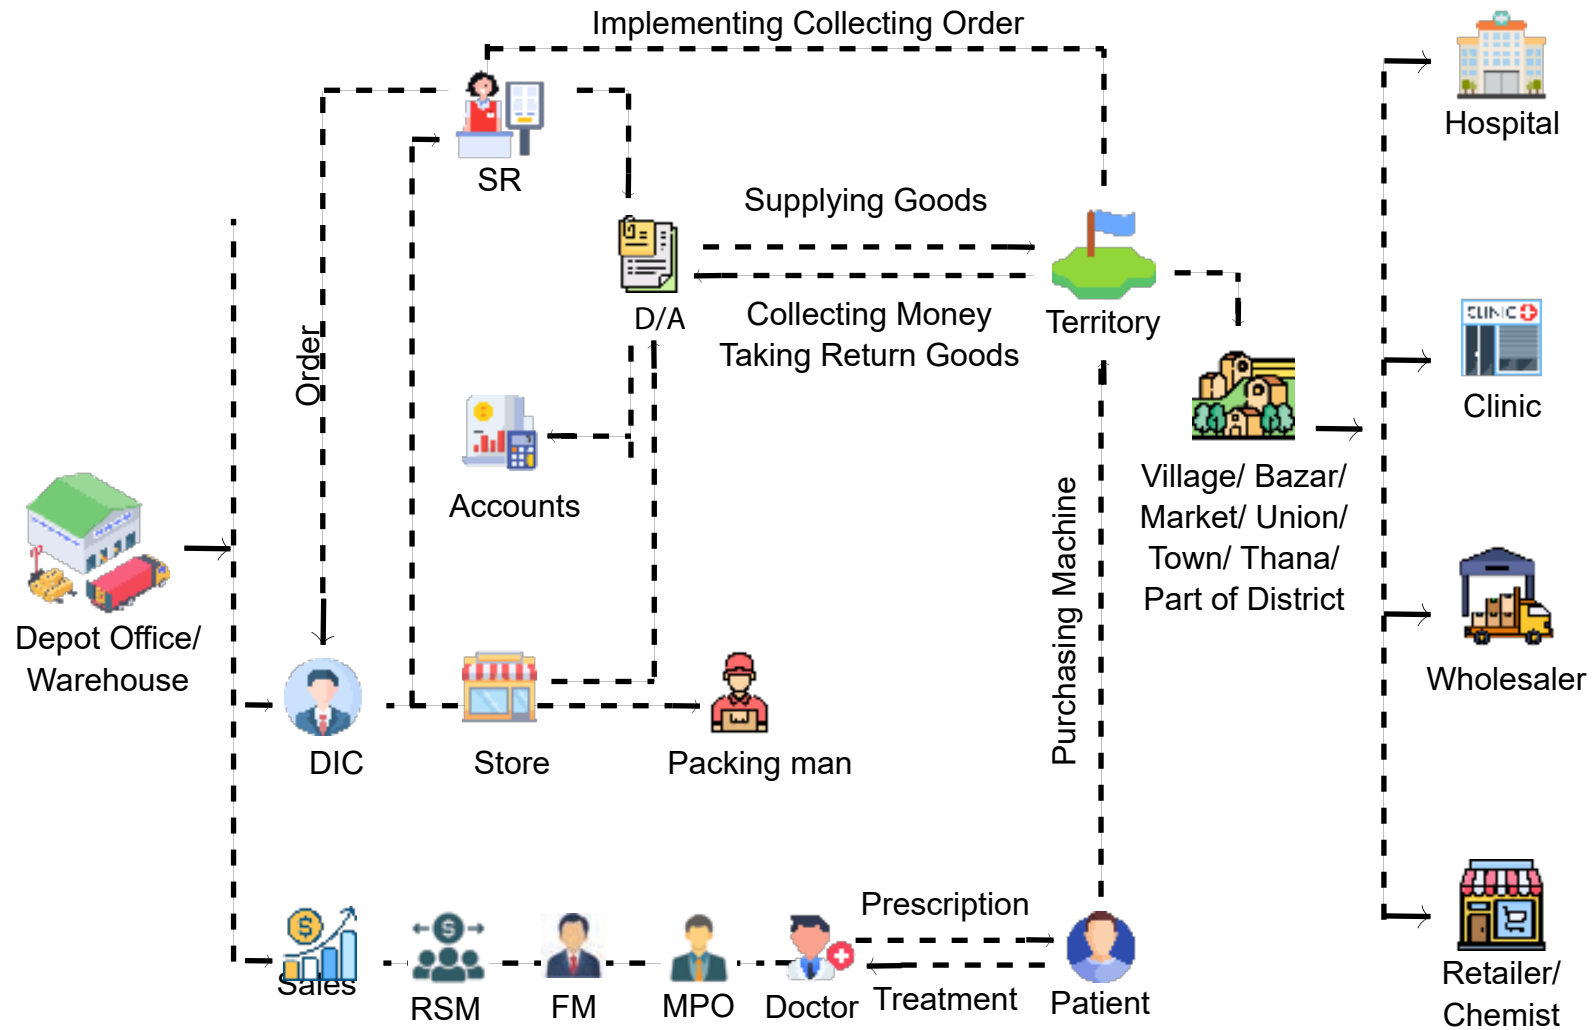 Implementing Collecting Order
Hospital
SR
Supplying Goods
D/A
Territory
Collecting Money
Taking Return Goods
Order
Clinic
Accounts
Village/ Bazar/
Market/ Union/
Town/ Thana/
Part of District
Purchasing Machine
Depot Office/
Warehouse
Wholesaler
DIC
Store
Packing man
Prescription
Sales
RSM
FM
MPO
Doctor
Treatment
Patient
CLINIC
Retailer/
Chemist